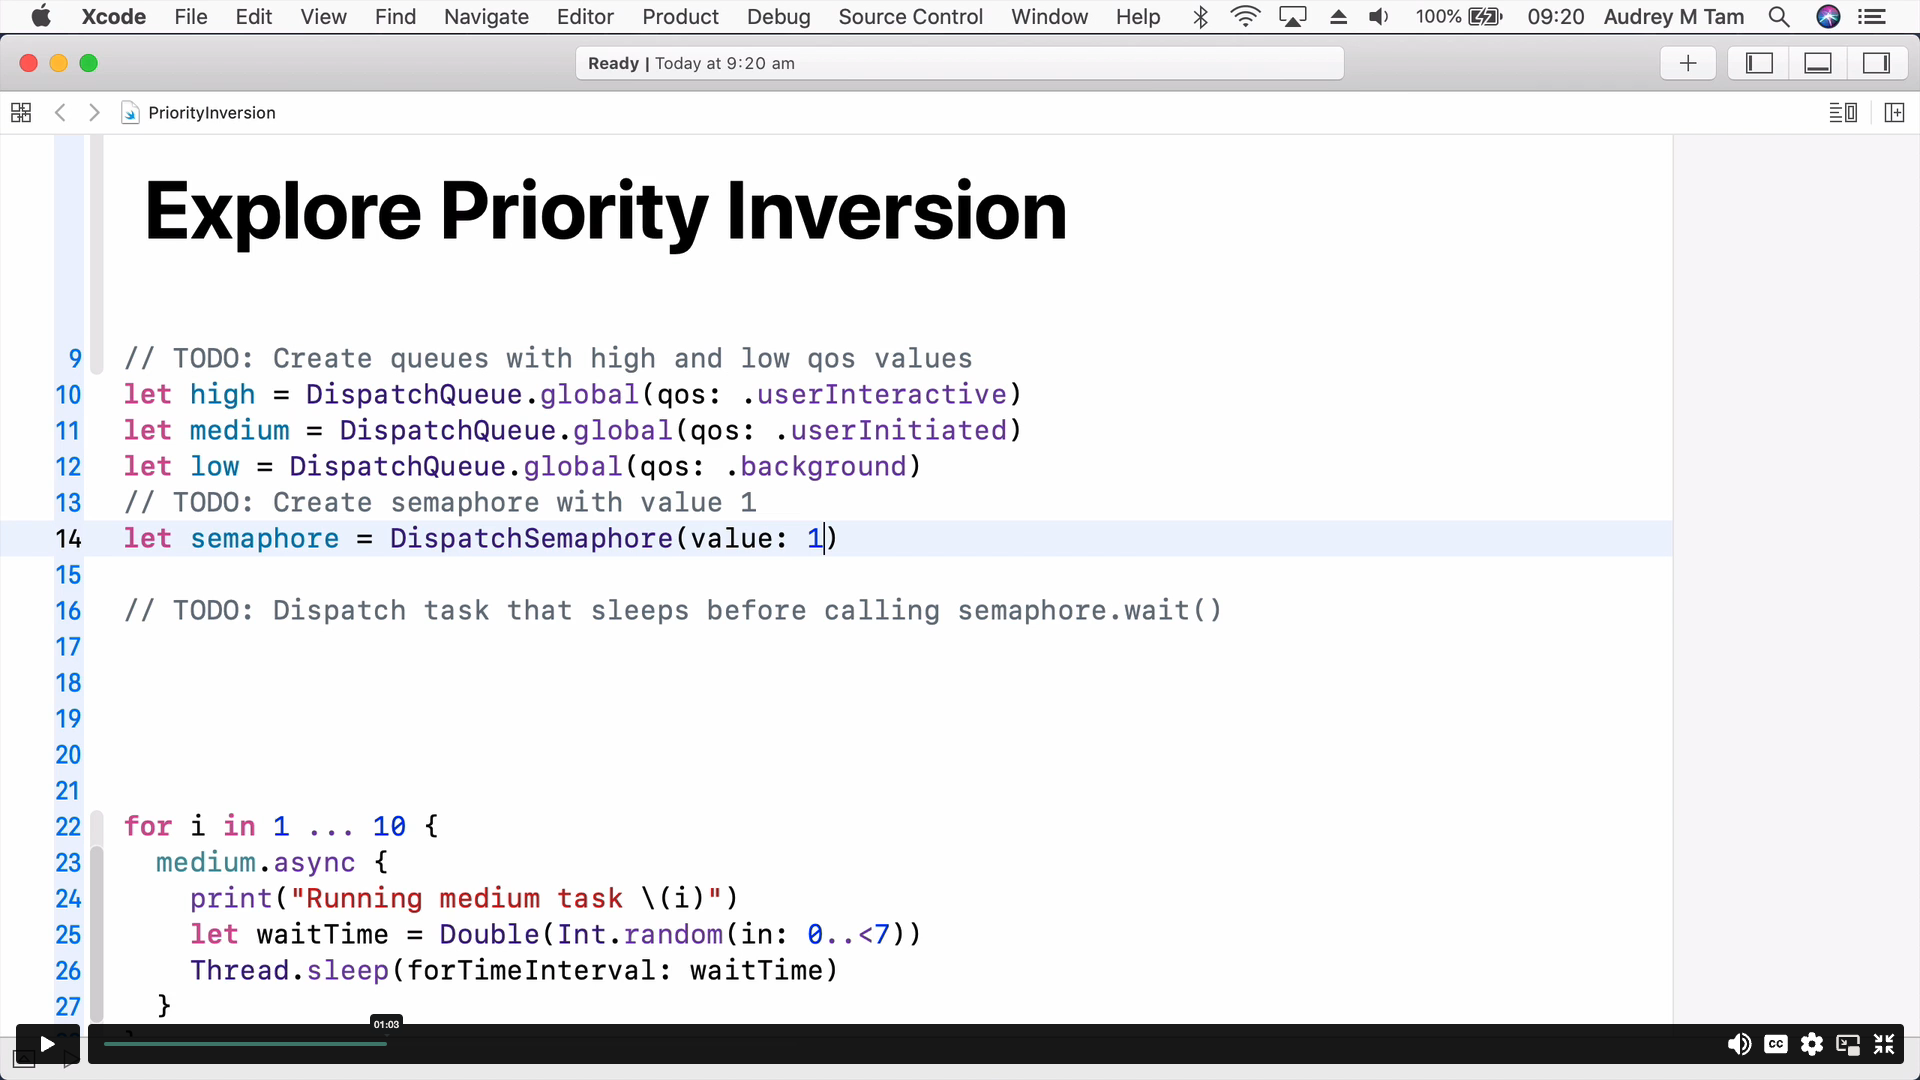 Xcode File Edit View Find Navigate Editor Product Debug Source Control Window Help 100% 09:20 Audrey M Tam
Ready | Today at 9:20 am
PriorityInversion
Explore Priority Inversion
9 // TODO: Create queues with high and low qos values
10 let high = DispatchQueue.global(qos: .userInteractive)
11 let medium = DispatchQueue.global(qos: .userInitiated)
12 let low = DispatchQueue.global(qos: .background)
13 // TODO: Create semaphore with value 1
14 let semaphore = DispatchSemaphore(value: 1)
15
16 // TODO: Dispatch task that sleeps before calling semaphore.wait()
17
18
19
20
21
22 for i in 1 ... 10 {
23 medium.async {
24 print("Running medium task \(i)")
25 let waitTime = Double(Int.random(in: 0..<7))
26 Thread.sleep(forTimeInterval: waitTime)
27 }
01:03
CC